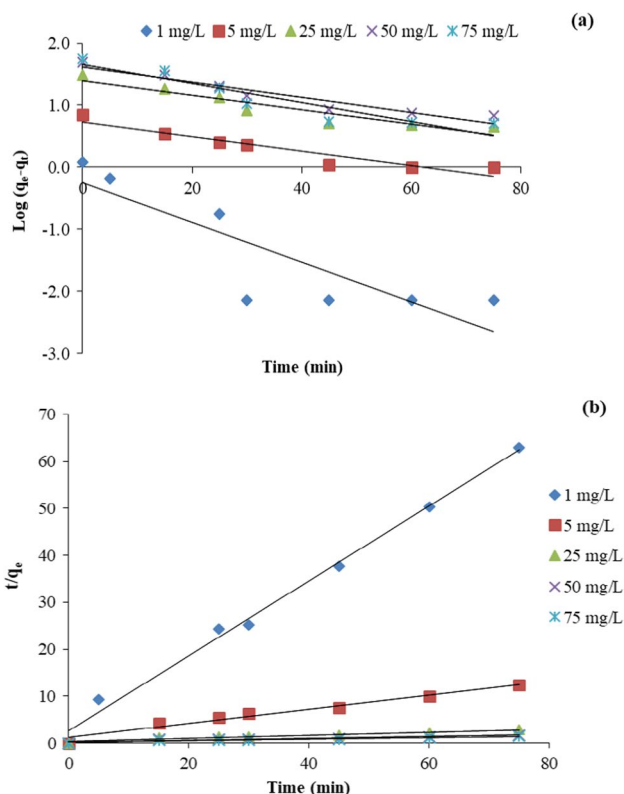 (a)
1 mg/L 5 mg/L 25 mg/L 50 mg/L 75 mg/L
2.0
1.0
0.0
-1.0
-2.0
-3.0
0 20 40 60 80
Log (qe-qt)
Time (min)
(b)
70
60
50
40
30
20
10
0
t/qe
1 mg/L
5 mg/L
25 mg/L
50 mg/L
75 mg/L
0 20 40 60 80
Time (min)